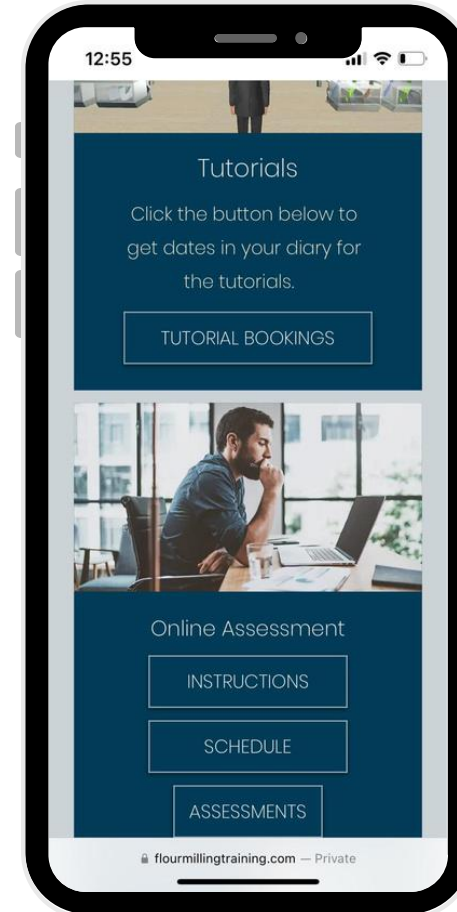 12:55
Tutorials
Click the button below to
get dates in your diary for
the tutorials.
TUTORIAL BOOKINGS
Online Assessment
INSTRUCTIONS
SCHEDULE
ASSESSMENTS
flourmillingtraining.com — Private